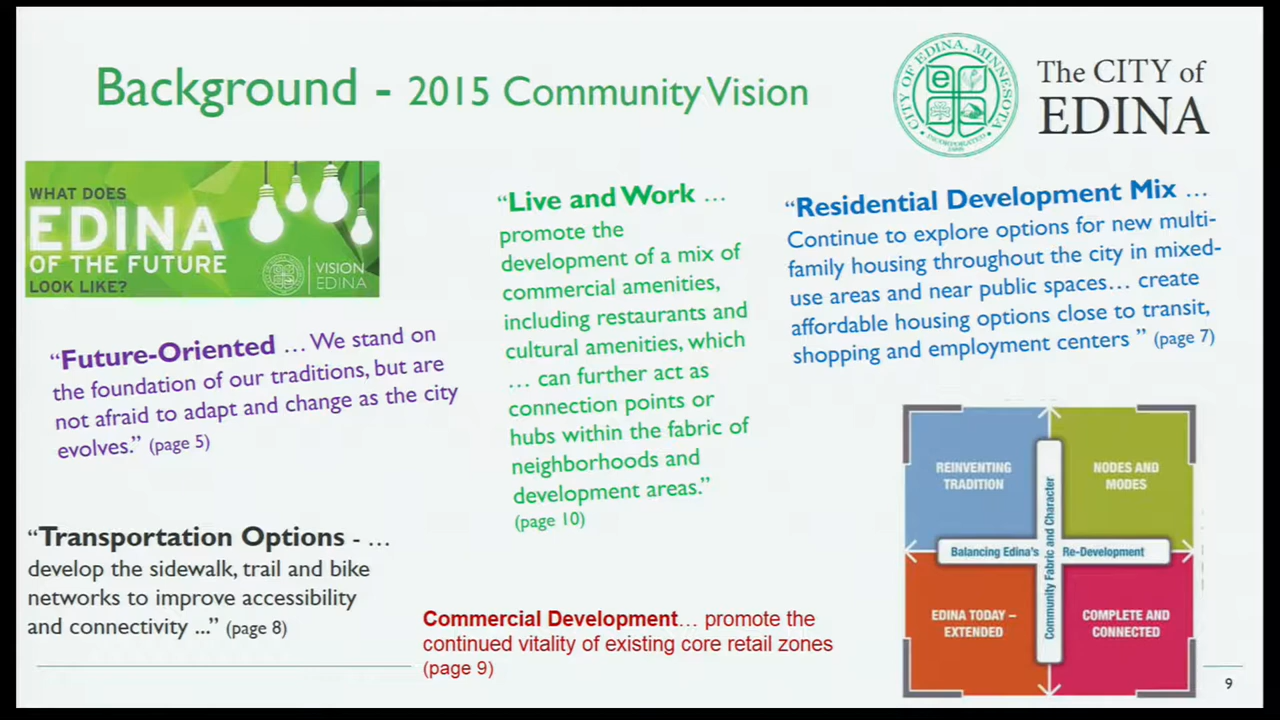 Background - 2015 Community Vision
CITY OF EDINA, MINNESOTA
INCORPORATED
1888
e
The CITY of
EDINA
WHAT DOES
EDINA
OF THE FUTURE
LOOK LIKE?
VISION
EDINA
“Future-Oriented … We stand on
the foundation of our traditions, but are
not afraid to adapt and change as the city
evolves.” (page 5)
“Transportation Options - …
develop the sidewalk, trail and bike
networks to improve accessibility
and connectivity ...” (page 8)
“Live and Work …
promote the
development of a mix of
commercial amenities,
including restaurants and
cultural amenities, which
… can further act as
connection points or
hubs within the fabric of
neighborhoods and
development areas.”
(page 10)
Commercial Development… promote the
continued vitality of existing core retail zones
(page 9)
“Residential Development Mix …
Continue to explore options for new multi-
family housing throughout the city in mixed-
use areas and near public spaces… create
affordable housing options close to transit,
shopping and employment centers ” (page 7)
REINVENTING
TRADITION
NODES AND
MODES
Balancing Edina's Re-Development
Community Fabric and Character
EDINA TODAY –
EXTENDED
COMPLETE AND
CONNECTED
9